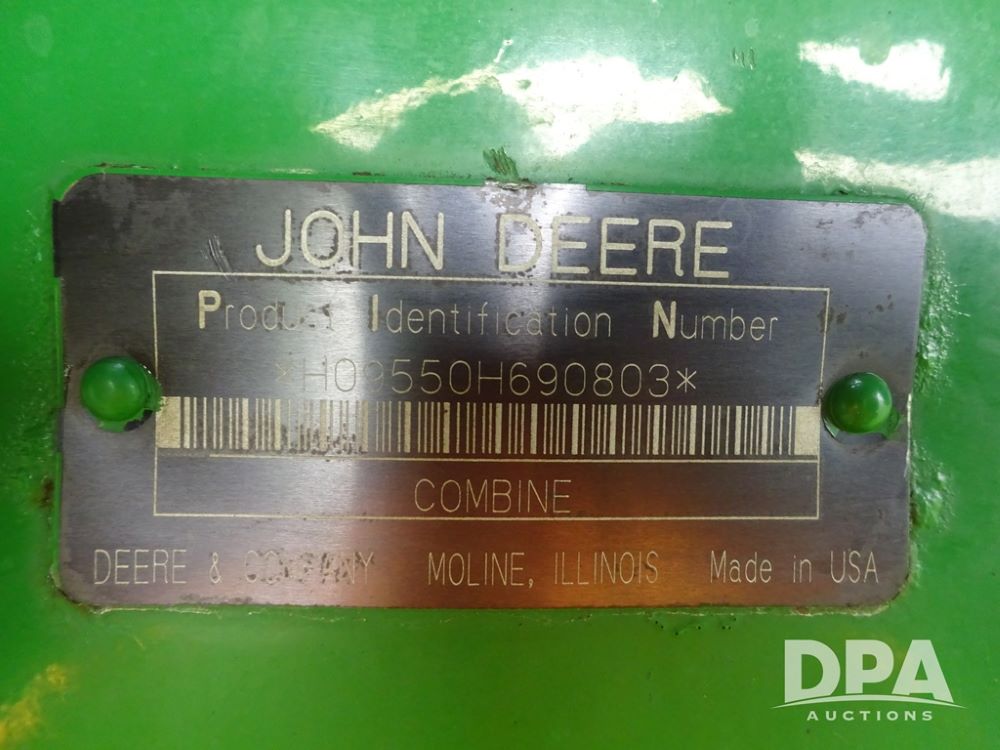 JOHN DEERE
Product Identification Number
*H09550H690803*
COMBINE
DEERE & COMPANY MOLINE, ILLINOIS Made in USA
DPA
AUCTIONS